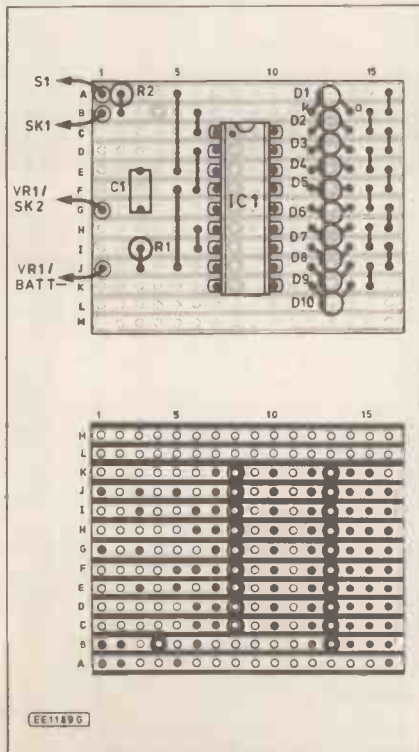 1 5 10 15
S1
SK1
VR1/
SK2
VR1/
BATT–
A
B
C
D
E
F
G
H
I
J
K
L
M
R2
C1
R1
IC1
D1
k a
D2
D3
D4
D5
D6
D7
D8
D9
D10
1 5 10 15
M
L
K
J
I
H
G
F
E
D
C
B
A
EE1189G